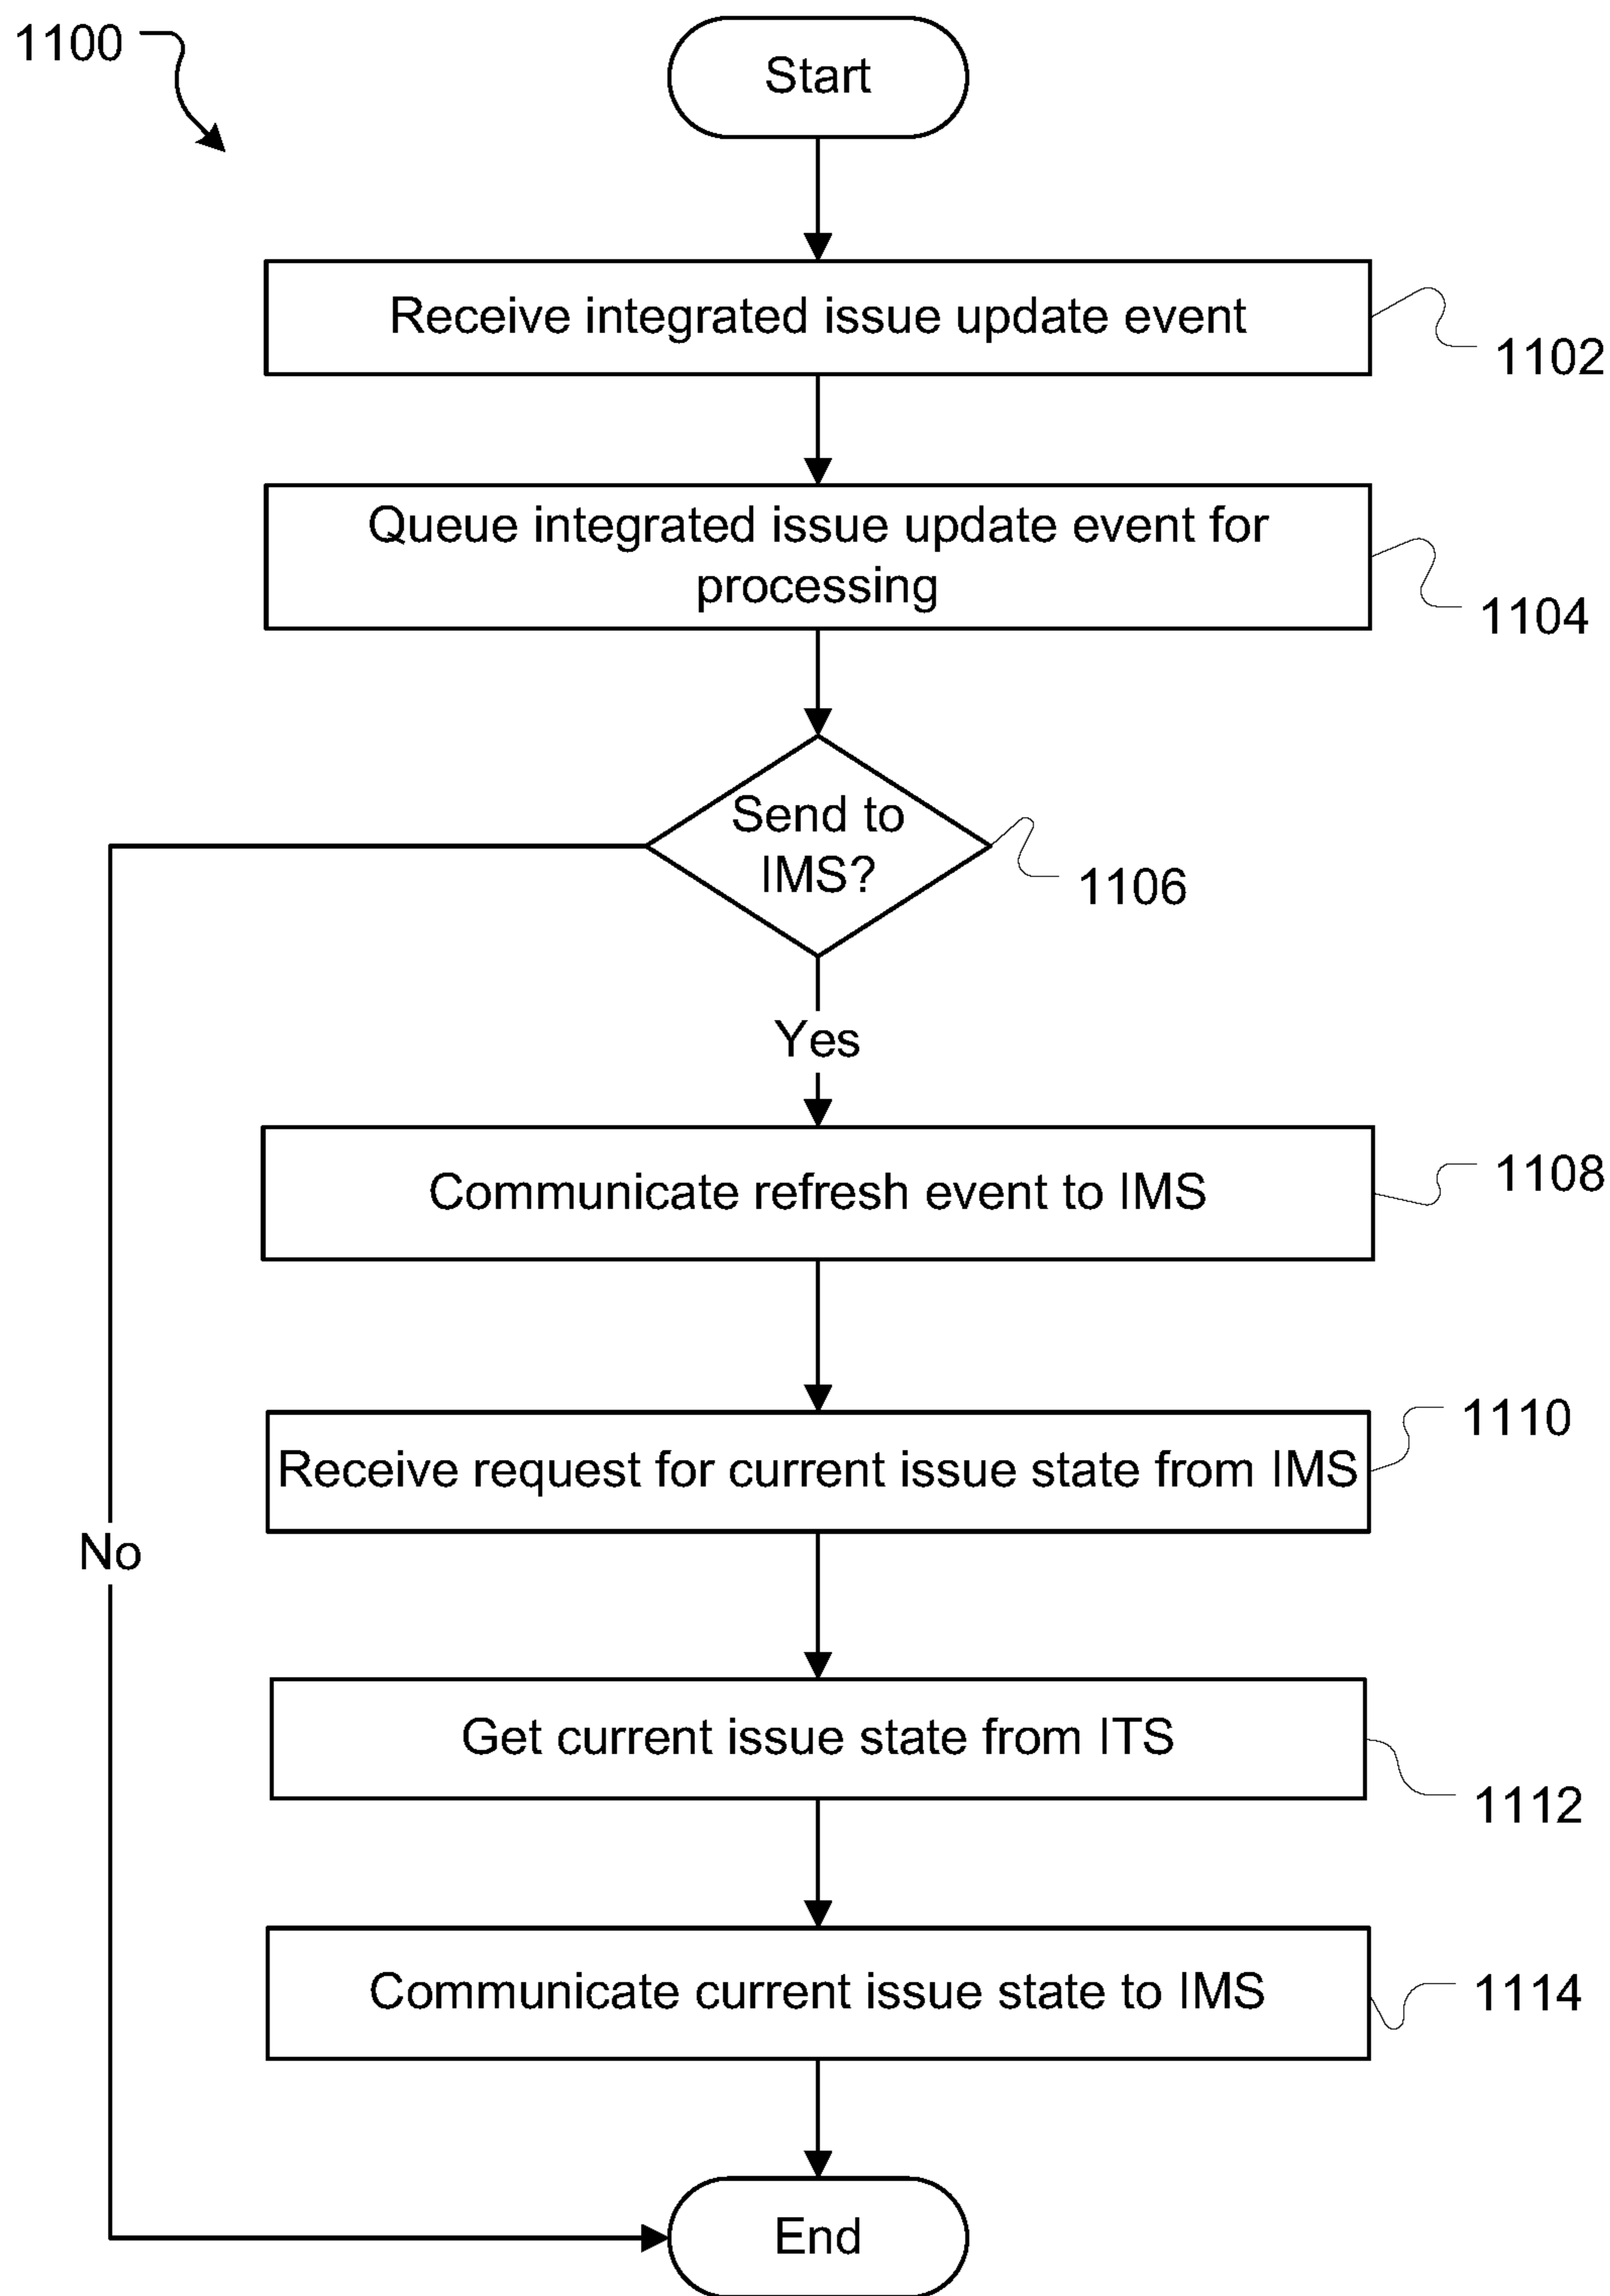 1100
Start
Receive integrated issue update event
1102
Queue integrated issue update event for
processing
1104
Send to
IMS?
1106
Yes
Communicate refresh event to IMS
1108
Receive request for current issue state from IMS
1110
No
Get current issue state from ITS
1112
Communicate current issue state to IMS
1114
End